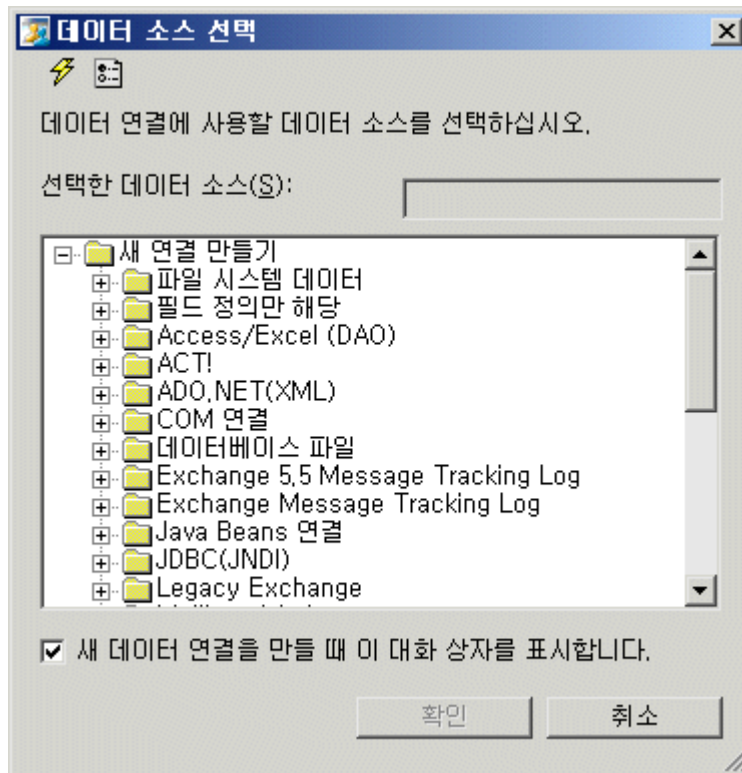 데이터 소스 선택
데이터 연결에 사용할 데이터 소스를 선택하십시오.
선택한 데이터 소스(S):
새 연결 만들기
파일 시스템 데이터
필드 정의만 해당
Access/Excel (DAO)
ACT!
ADO.NET(XML)
COM 연결
데이터베이스 파일
Exchange 5.5 Message Tracking Log
Exchange Message Tracking Log
Java Beans 연결
JDBC(JNDI)
Legacy Exchange
새 데이터 연결을 만들 때 이 대화 상자를 표시합니다.
확인 취소